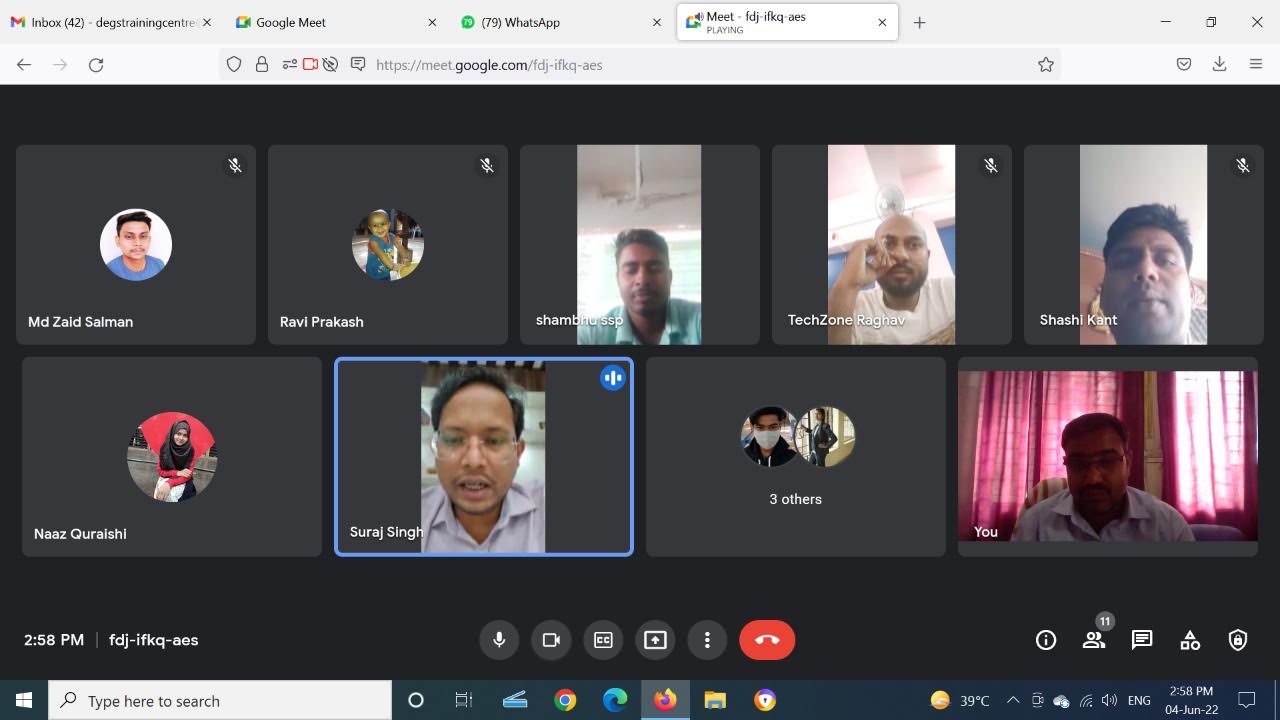 Inbox (42) - degstrainingcentre
Google Meet
79
(79) WhatsApp
Meet - fdj-ifkq-aes
PLAYING
https://meet.google.com/fdj-ifkq-aes
Md Zaid Salman
Ravi Prakash
shambhu ssp
TechZone Raghav
Shashi Kant
Naaz Quraishi
Suraj Singh
3 others
You
2:58 PM | fdj-ifkq-aes
CC
11
Type here to search
39°C
ENG
2:58 PM
04-Jun-22